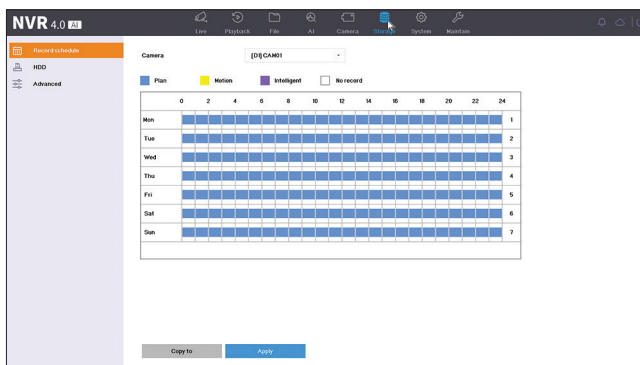 NVR 4.0 AI
Live Playback File AI Camera Storage System Maintain
Record schedule
HDD
Advanced
Camera [D1] CAM01
Plan Motion Intelligent No record
0 2 4 6 8 10 12 14 16 18 20 22 24
Mon 1
Tue 2
Wed 3
Thu 4
Fri 5
Sat 6
Sun 7
Copy to Apply